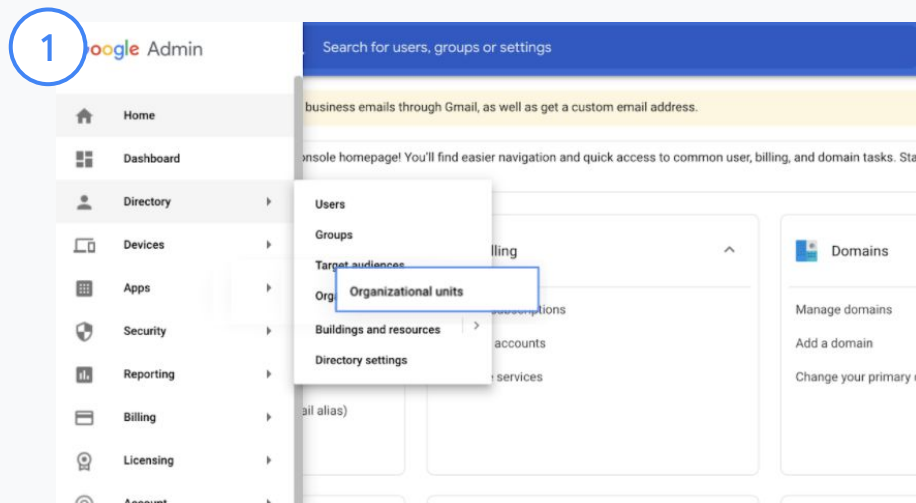 1
oogle Admin
Search for users, groups or settings
business emails through Gmail, as well as get a custom email address.
onsole homepage! You'll find easier navigation and quick access to common user, billing, and domain tasks. Sta
Home
Dashboard
Directory
Devices
Apps
Security
Reporting
Billing
Licensing
Account
Users
Groups
Target audiences
Org
Organizational units
Buildings and resources
Directory settings
lling
accounts
services
ail alias)
Domains
Manage domains
Add a domain
Change your primary